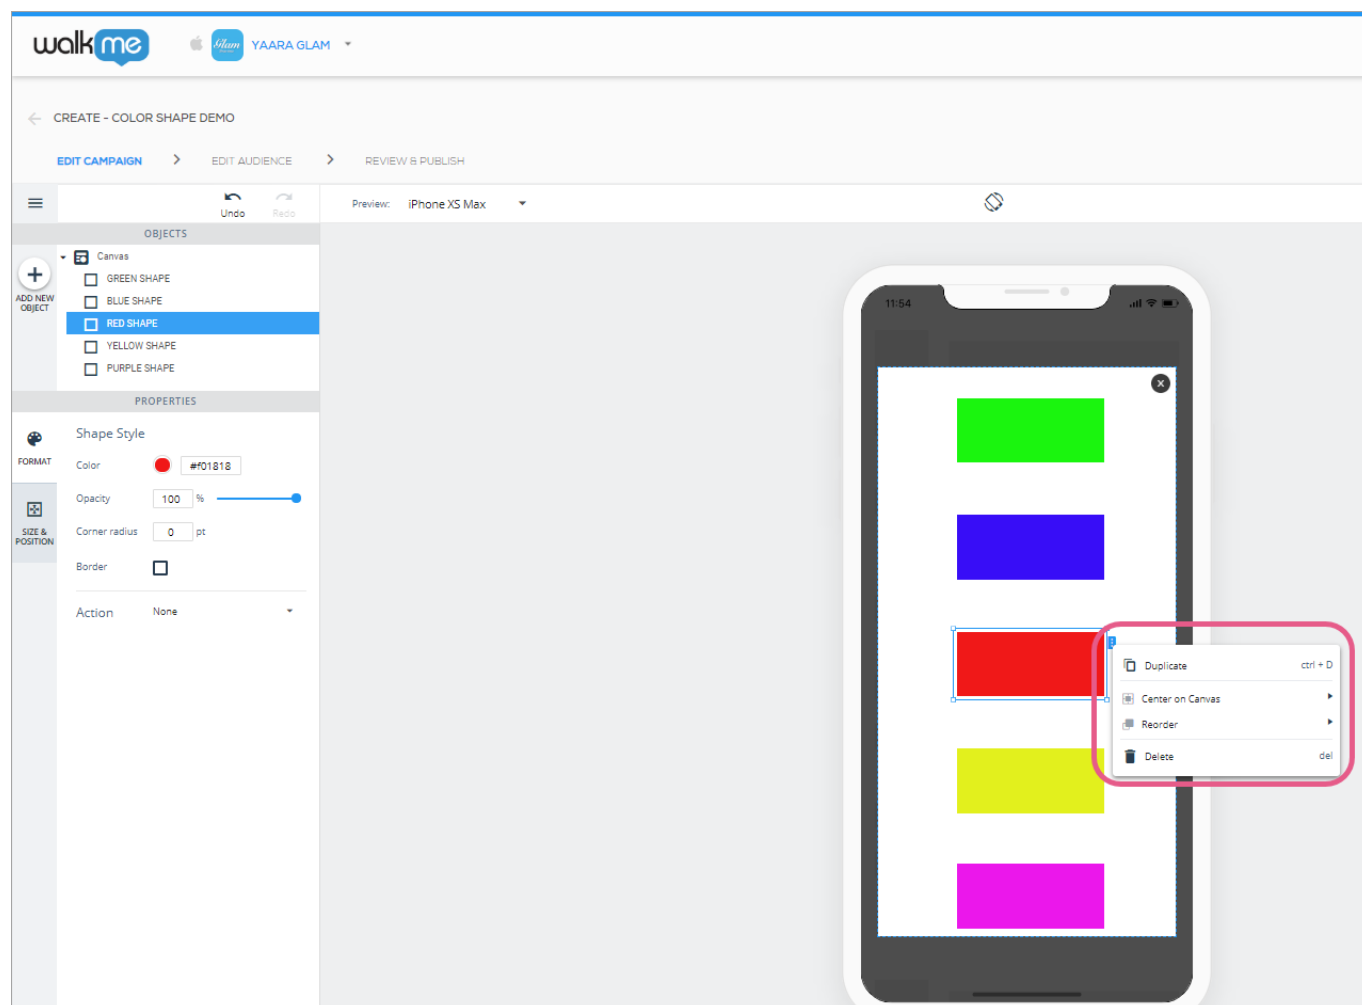 walkme
Glam
YAARA GLAM
CREATE - COLOR SHAPE DEMO
EDIT CAMPAIGN > EDIT AUDIENCE > REVIEW & PUBLISH
Undo Redo
Preview: iPhone XS Max
OBJECTS
ADD NEW
OBJECT
Canvas
GREEN SHAPE
BLUE SHAPE
RED SHAPE
YELLOW SHAPE
PURPLE SHAPE
PROPERTIES
FORMAT
SIZE &
POSITION
Shape Style
Color #f01818
Opacity 100 %
Corner radius 0 pt
Border
Action None
11:54
Duplicate ctrl + D
Center on Canvas
Reorder
Delete del